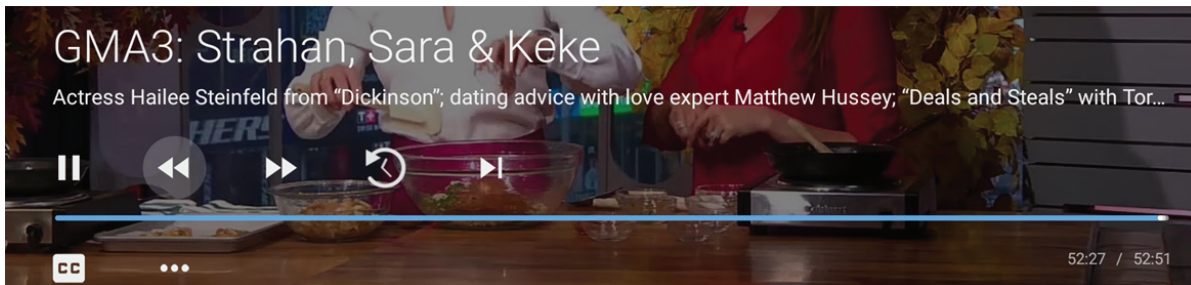 GMA3: Strahan, Sara & Keke
Actress Hailee Steinfeld from “Dickinson”; dating advice with love expert Matthew Hussey; “Deals and Steals” with Tor...
HER
CC
52:27 / 52:51